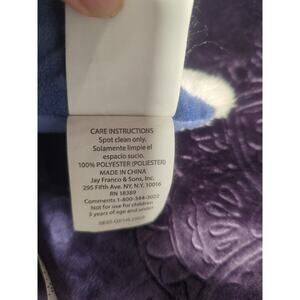 CARE INSTRUCTIONS
Spot clean only.
Solamente limpie el
espacio sucio.
100% POLYESTER (POLIESTER)
MADE IN CHINA
Jay Franco & Sons, Inc.
295 Fifth Ave. NY, N.Y. 10016
RN 18369
Comments 1-800-344-3022
Not for use for children
3 years of age and under